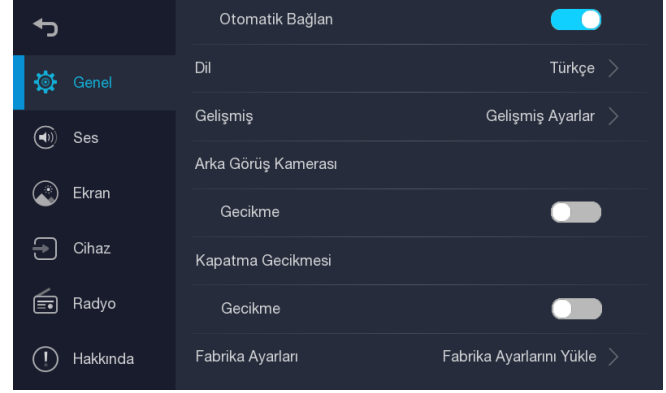 Otomatik Bağlan
Genel
Dil
Türkçe
Gelişmiş
Gelişmiş Ayarlar
Ses
Arka Görüş Kamerası
Ekran
Gecikme
Cihaz
Kapatma Gecikmesi
Radyo
Gecikme
Hakkında
Fabrika Ayarları
Fabrika Ayarlarını Yükle